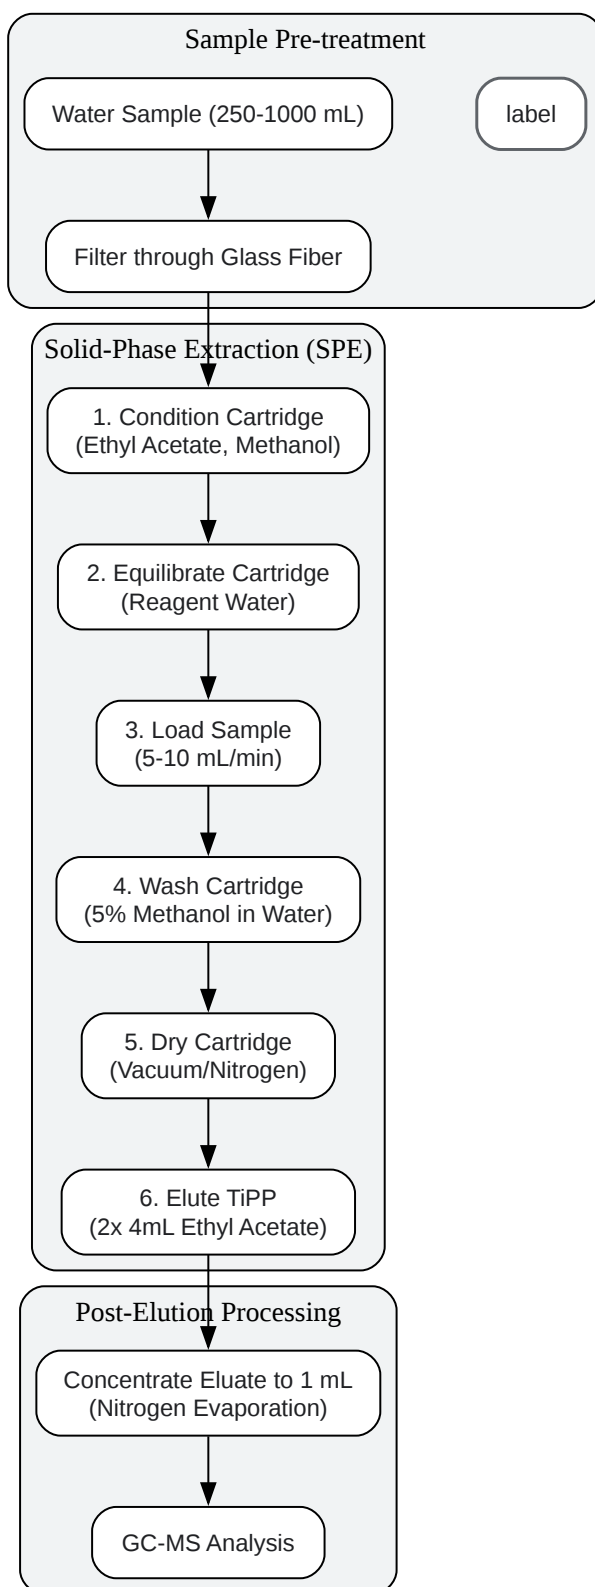 Sample Pre-treatment
Water Sample (250-1000 mL)
label
Filter through Glass Fiber
Solid-Phase Extraction (SPE)
1. Condition Cartridge
(Ethyl Acetate, Methanol)
2. Equilibrate Cartridge
(Reagent Water)
3. Load Sample
(5-10 mL/min)
4. Wash Cartridge
(5% Methanol in Water)
5. Dry Cartridge
(Vacuum/Nitrogen)
6. Elute TiPP
(2x 4mL Ethyl Acetate)
Post-Elution Processing
Concentrate Eluate to 1 mL
(Nitrogen Evaporation)
GC-MS Analysis